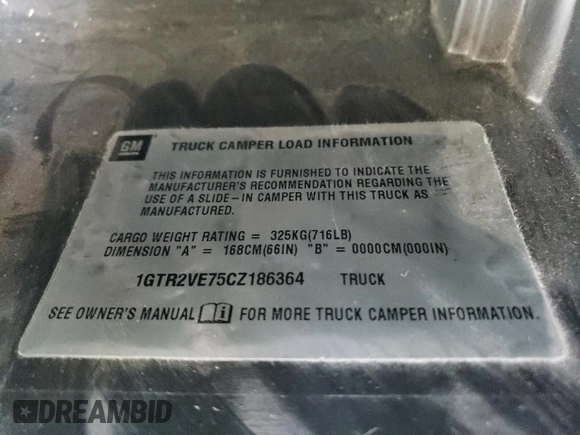 GM
TRUCK CAMPER LOAD INFORMATION
THIS INFORMATION IS FURNISHED TO INDICATE THE
MANUFACTURER'S RECOMMENDATION REGARDING THE
USE OF A SLIDE-IN CAMPER WITH THIS TRUCK AS
MANUFACTURED.
CARGO WEIGHT RATING = 325KG(716LB)
DIMENSION "A" = 168CM(66IN) "B" = 0000CM(000IN)
1GTR2VE75CZ186364 TRUCK
SEE OWNER'S MANUAL i FOR MORE TRUCK CAMPER INFORMATION.
DREAMBID